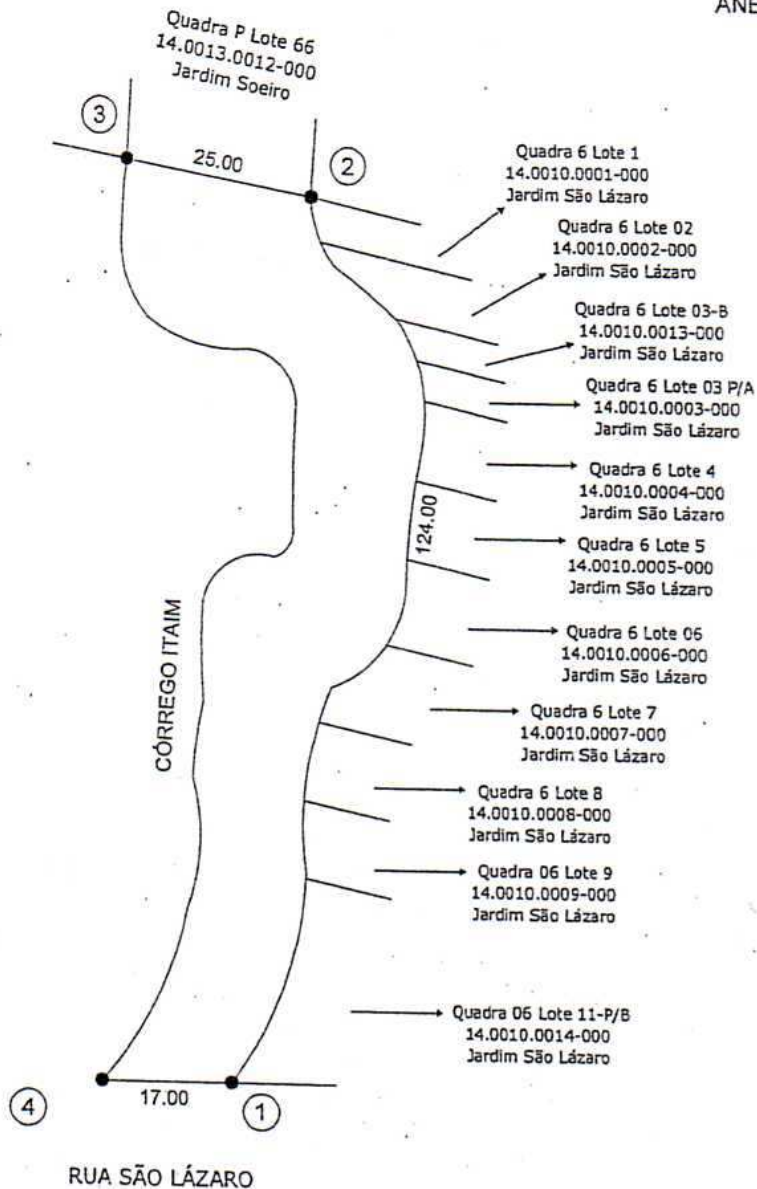 ANE
Quadra P Lote 66
14.0013.0012-000
Jardim Soeiro
3
25.00
2
Quadra 6 Lote 1
14.0010.0001-000
Jardim São Lázaro
Quadra 6 Lote 02
14.0010.0002-000
Jardim São Lázaro
Quadra 6 Lote 03-B
14.0010.0013-000
Jardim São Lázaro
Quadra 6 Lote 03 P/A
14.0010.0003-000
Jardim São Lázaro
Quadra 6 Lote 4
14.0010.0004-000
Jardim São Lázaro
124.00
Quadra 6 Lote 5
14.0010.0005-000
Jardim São Lázaro
CÓRREGO ITAIM
Quadra 6 Lote 06
14.0010.0006-000
Jardim São Lázaro
Quadra 6 Lote 7
14.0010.0007-000
Jardim São Lázaro
Quadra 6 Lote 8
14.0010.0008-000
Jardim São Lázaro
Quadra 06 Lote 9
14.0010.0009-000
Jardim São Lázaro
Quadra 06 Lote 11-P/B
14.0010.0014-000
Jardim São Lázaro
4
17.00
1
RUA SÃO LÁZARO